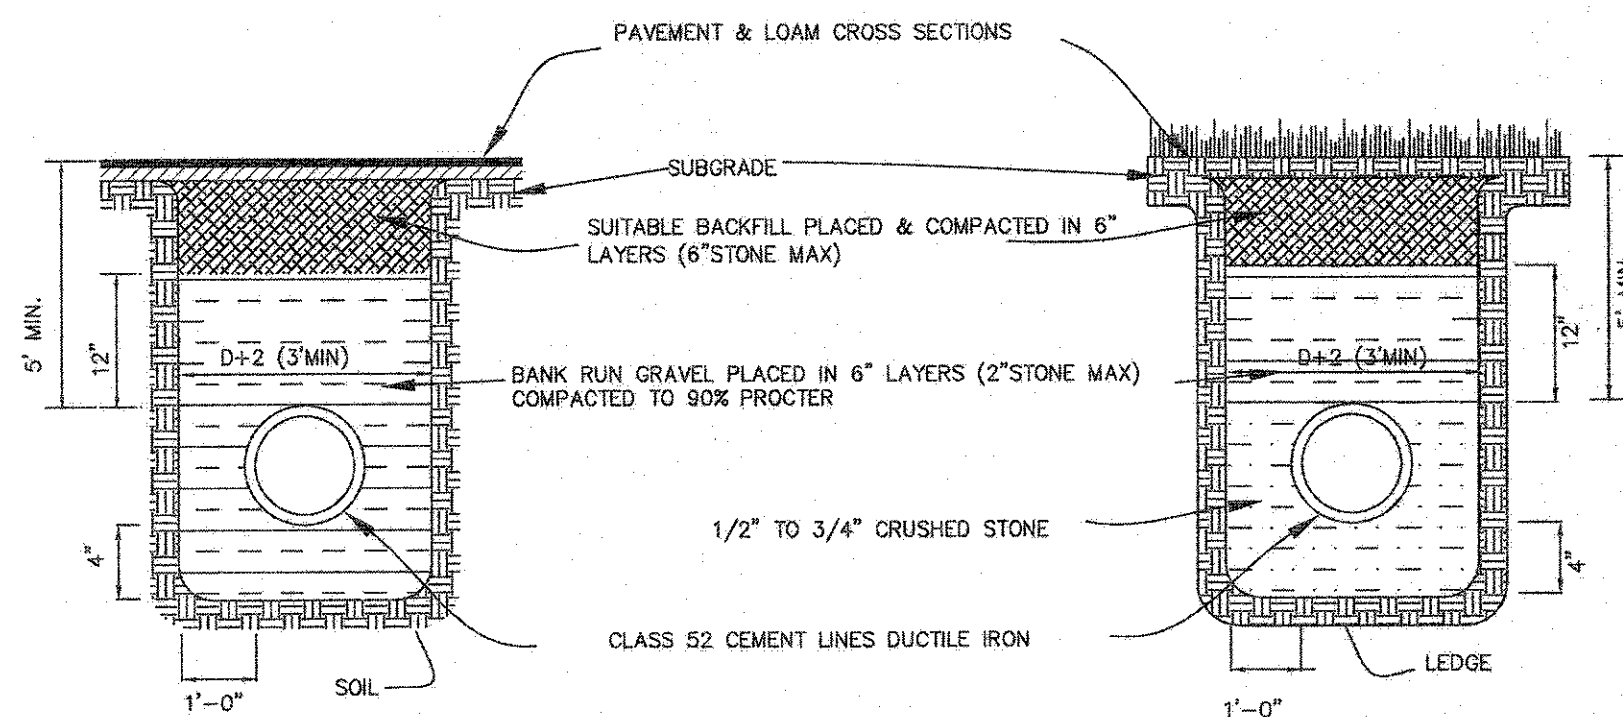 PAVEMENT & LOAM CROSS SECTIONS
SUBGRADE
SUITABLE BACKFILL PLACED & COMPACTED IN 6"
LAYERS (6"STONE MAX)
5' MIN.
12"
D+2 (3'MIN)
BANK RUN GRAVEL PLACED IN 6" LAYERS (2"STONE MAX)
COMPACTED TO 90% PROCTER
D+2 (3'MIN)
12"
5' MIN
1/2" TO 3/4" CRUSHED STONE
4"
4"
CLASS 52 CEMENT LINES DUCTILE IRON
SOIL
LEDGE
1'-0"
1'-0"